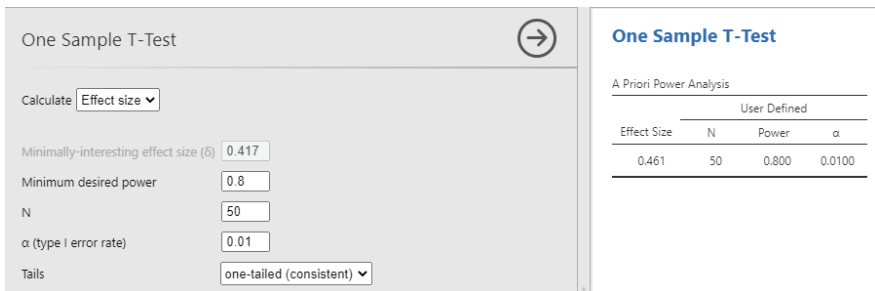 One Sample T-Test
Calculate Effect size
Minimally-interesting effect size (δ) 0.417
Minimum desired power 0.8
N 50
α (type I error rate) 0.01
Tails one-tailed (consistent)
One Sample T-Test
A Priori Power Analysis
User Defined
Effect Size N Power α
0.461 50 0.800 0.0100